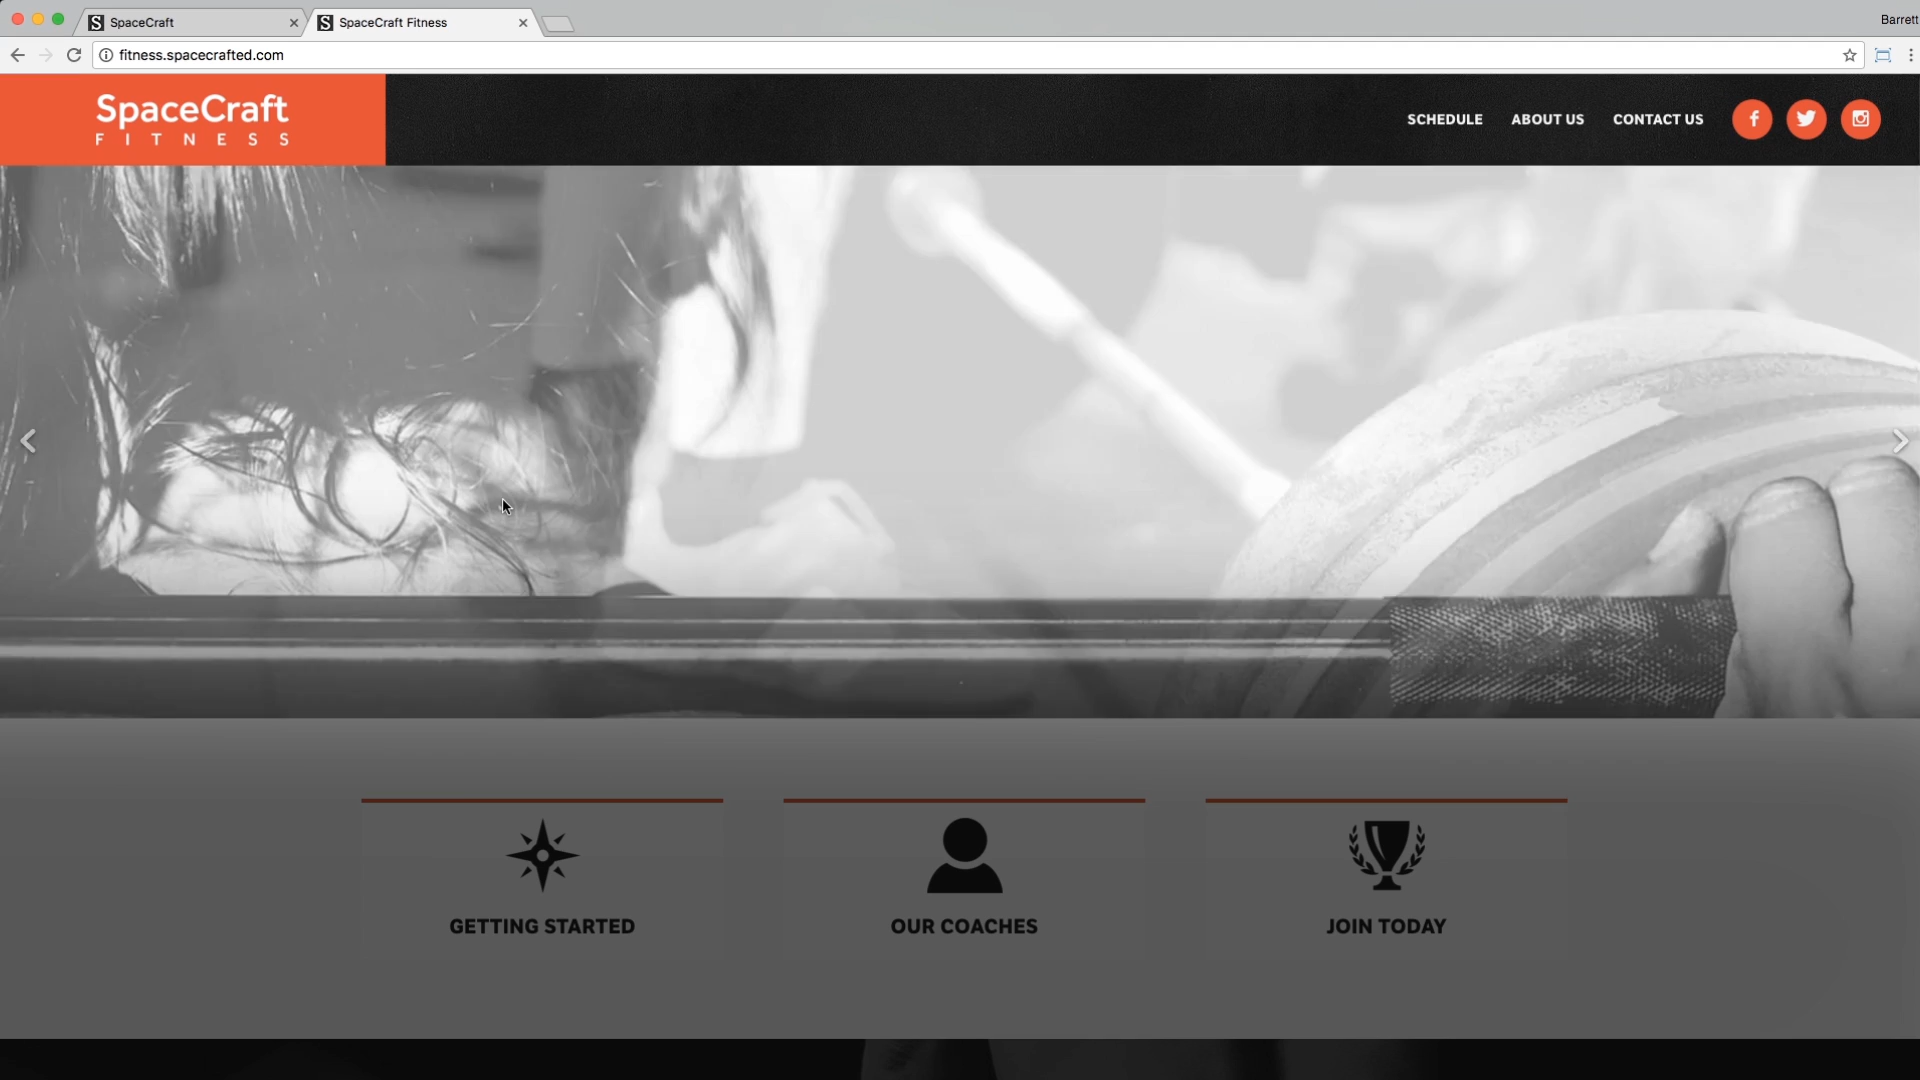 SpaceCraft
SpaceCraft Fitness
Barrett
fitness.spacecrafted.com
SpaceCraft
FITNESS
SCHEDULE
ABOUT US
CONTACT US
GETTING STARTED
OUR COACHES
JOIN TODAY